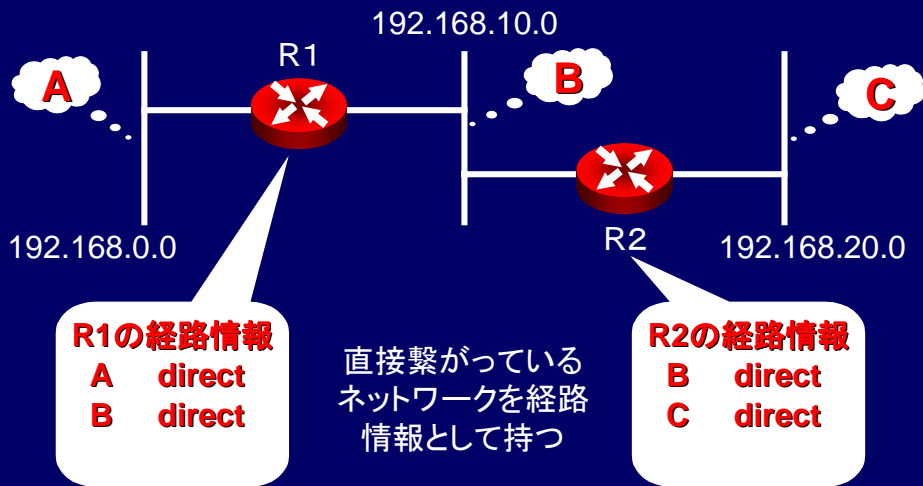 192.168.10.0
R1
A
B
C
192.168.0.0
R2
192.168.20.0
R1の経路情報
A direct
B direct
直接繋がっている
ネットワークを経路
情報として持つ
R2の経路情報
B direct
C direct